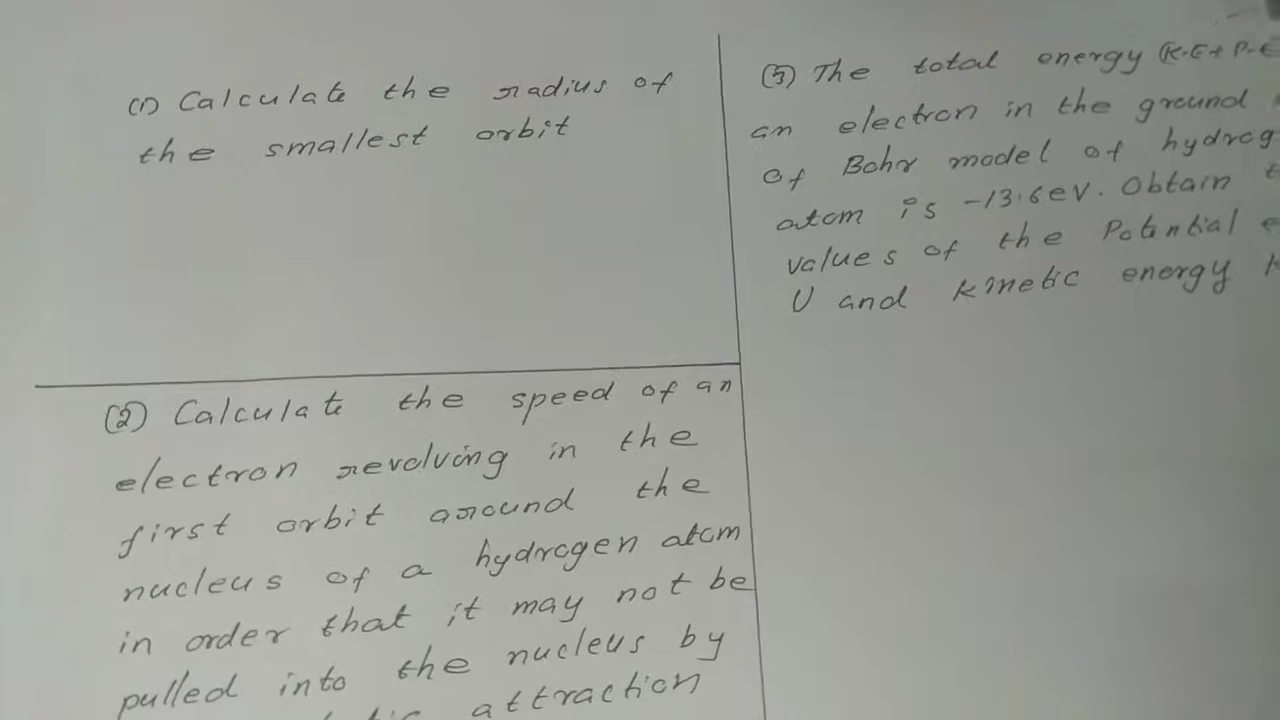 (1) Calculate the radius of
the smallest orbit
(2) Calculate the speed of an
electron revolving in the
first orbit around the
nucleus of a hydrogen atom
in order that it may not be
pulled into the nucleus by
attraction
(3) The total energy (K.E+ P.E
an electron in the ground
of Bohr model of hydrog
atom is -13.6eV. Obtain
values of the Potential
U and kinetic energy